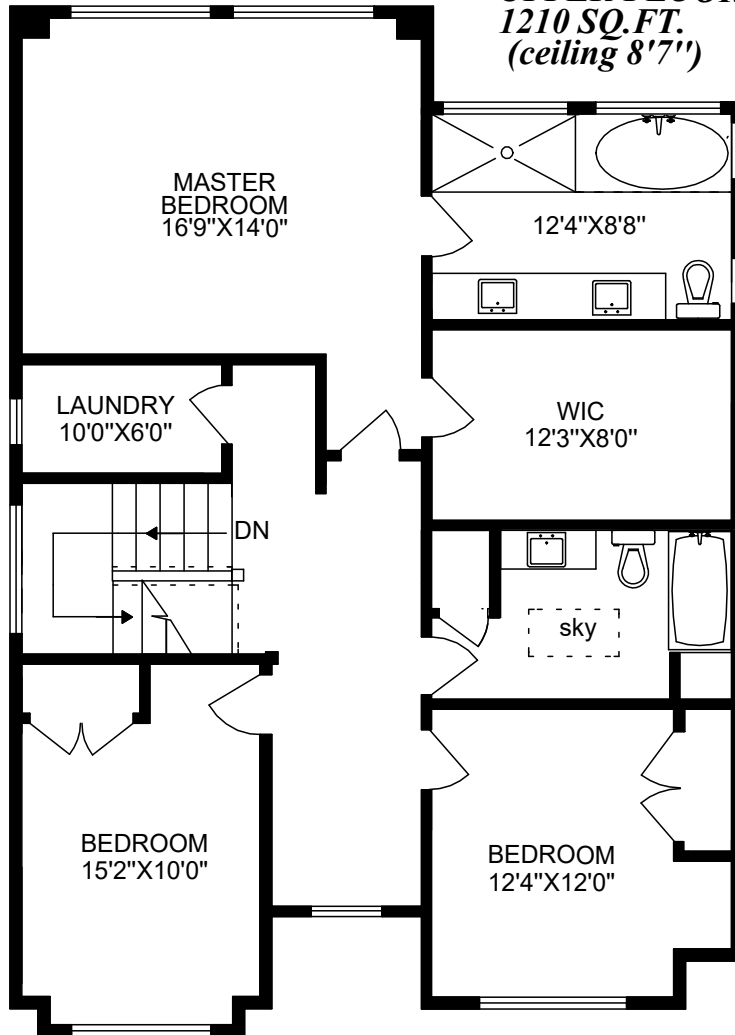 1210 SQ.FT.
(ceiling 8'7'')
MASTER
BEDROOM
16'9"X14'0"
12'4"X8'8"
LAUNDRY
10'0"X6'0"
WIC
12'3"X8'0"
DN
sky
BEDROOM
15'2"X10'0"
BEDROOM
12'4"X12'0"